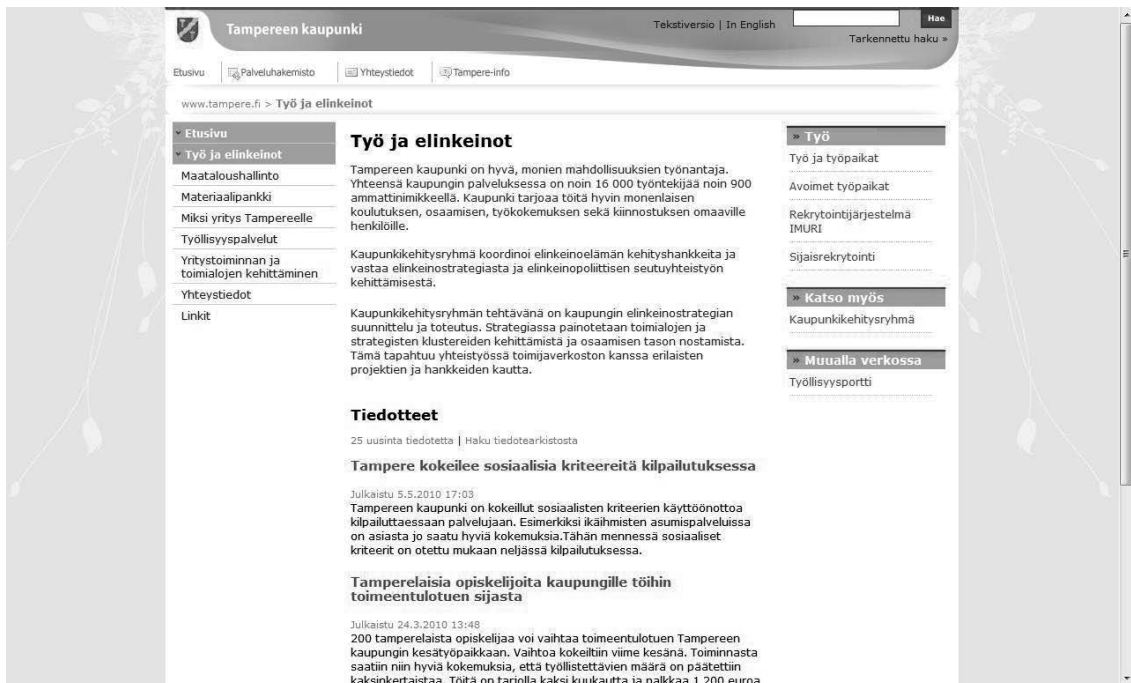 Tampereen kaupunki
Tekstiversio | In English
Hae
Tarkennettu haku »
Etusivu
Palveluhakemisto
Yhteystiedot
Tampere-info
www.tampere.fi > Työ ja elinkeinot
Etusivu
Työ ja elinkeinot
Maataloushallinto
Materiaalipankki
Miksi yritys Tampereelle
Työllisyyspalvelut
Yritystoiminnan ja
toimialojen kehittäminen
Yhteystiedot
Linkit
Työ ja elinkeinot
Tampereen kaupunki on hyvä, monien mahdollisuuksien työnantaja.
Yhteensä kaupungin palveluksessa on noin 16 000 työntekijää noin 900
ammattinimikkeellä. Kaupunki tarjoaa töitä hyvin monenlaisen
koulutuksen, osaamisen, työkokemuksen sekä kiinnostuksen omaaville
henkilöille.
Kaupunkikehitysryhmä koordinoi elinkeinoelämän kehityshankkeita ja
vastaa elinkeinostrategiasta ja elinkeinopoliittisen seutuyhteistyön
kehittämisestä.
Kaupunkikehitysryhmän tehtävänä on kaupungin elinkeinostrategian
suunnittelu ja toteutus. Strategiassa painotetaan toimialojen ja
strategisten klustereiden kehittämistä ja osaamisen tason nostamista.
Tämä tapahtuu yhteistyössä toimijaverkoston kanssa erilaisten
projektien ja hankkeiden kautta.
Tiedotteet
25 uusinta tiedotetta | Haku tiedotearkistosta
Tampere kokeilee sosiaalisia kriteereitä kilpailutuksessa
Julkaistu 5.5.2010 17:03
Tampereen kaupunki on kokeillut sosiaalisten kriteerien käyttöönottoa
kilpailuttaessaan palvelujaan. Esimerkiksi ikäihmisten asumispalveluissa
on asiasta jo saatu hyviä kokemuksia.Tähän mennessä sosiaaliset
kriteerit on otettu mukaan neljässä kilpailutuksessa.
Tamperelaisia opiskelijoita kaupungille töihin
toimeentulotuen sijasta
Julkaistu 24.3.2010 13:48
200 tamperelaista opiskelijaa voi vaihtaa toimeentulotuen Tampereen
kaupungin kesätyöpaikkaan. Vaihtoa kokeiltiin viime kesänä. Toiminnasta
saatiin niin hyviä kokemuksia, että työllistettävien määrä on päätettiin
kaksinkertaistaa. Töitä on tarjolla kaksi kuukautta ja palkkaa 1 200 euroa
» Työ
Työ ja työpaikat
Avoimet työpaikat
Rekrytointijärjestelmä
IMURI
Sijaisrekrytointi
» Katso myös
Kaupunkikehitysryhmä
» Muualla verkossa
Työllisyysportti